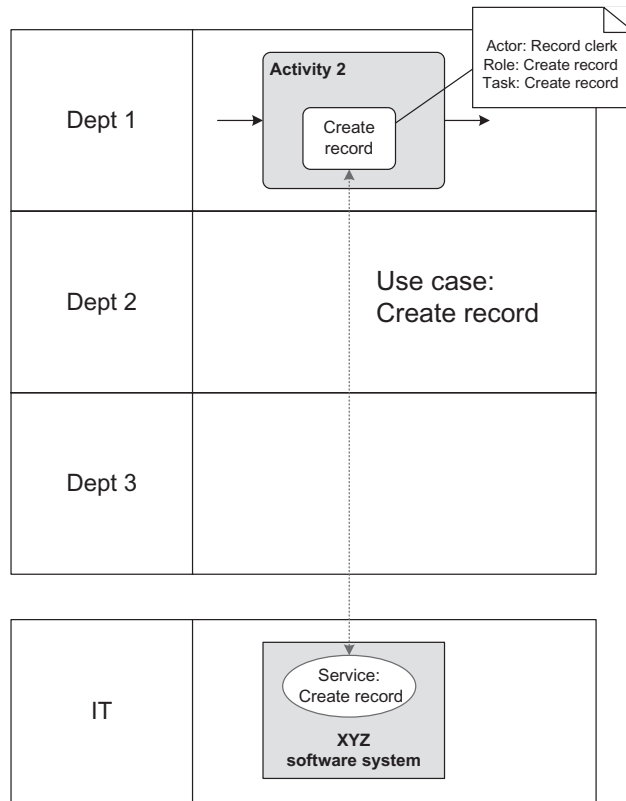 Actor: Record clerk
Role: Create record
Task: Create record
Activity 2
Dept 1
Create
record
Dept 2
Use case:
Create record
Dept 3
Service:
Create record
IT
XYZ
software system